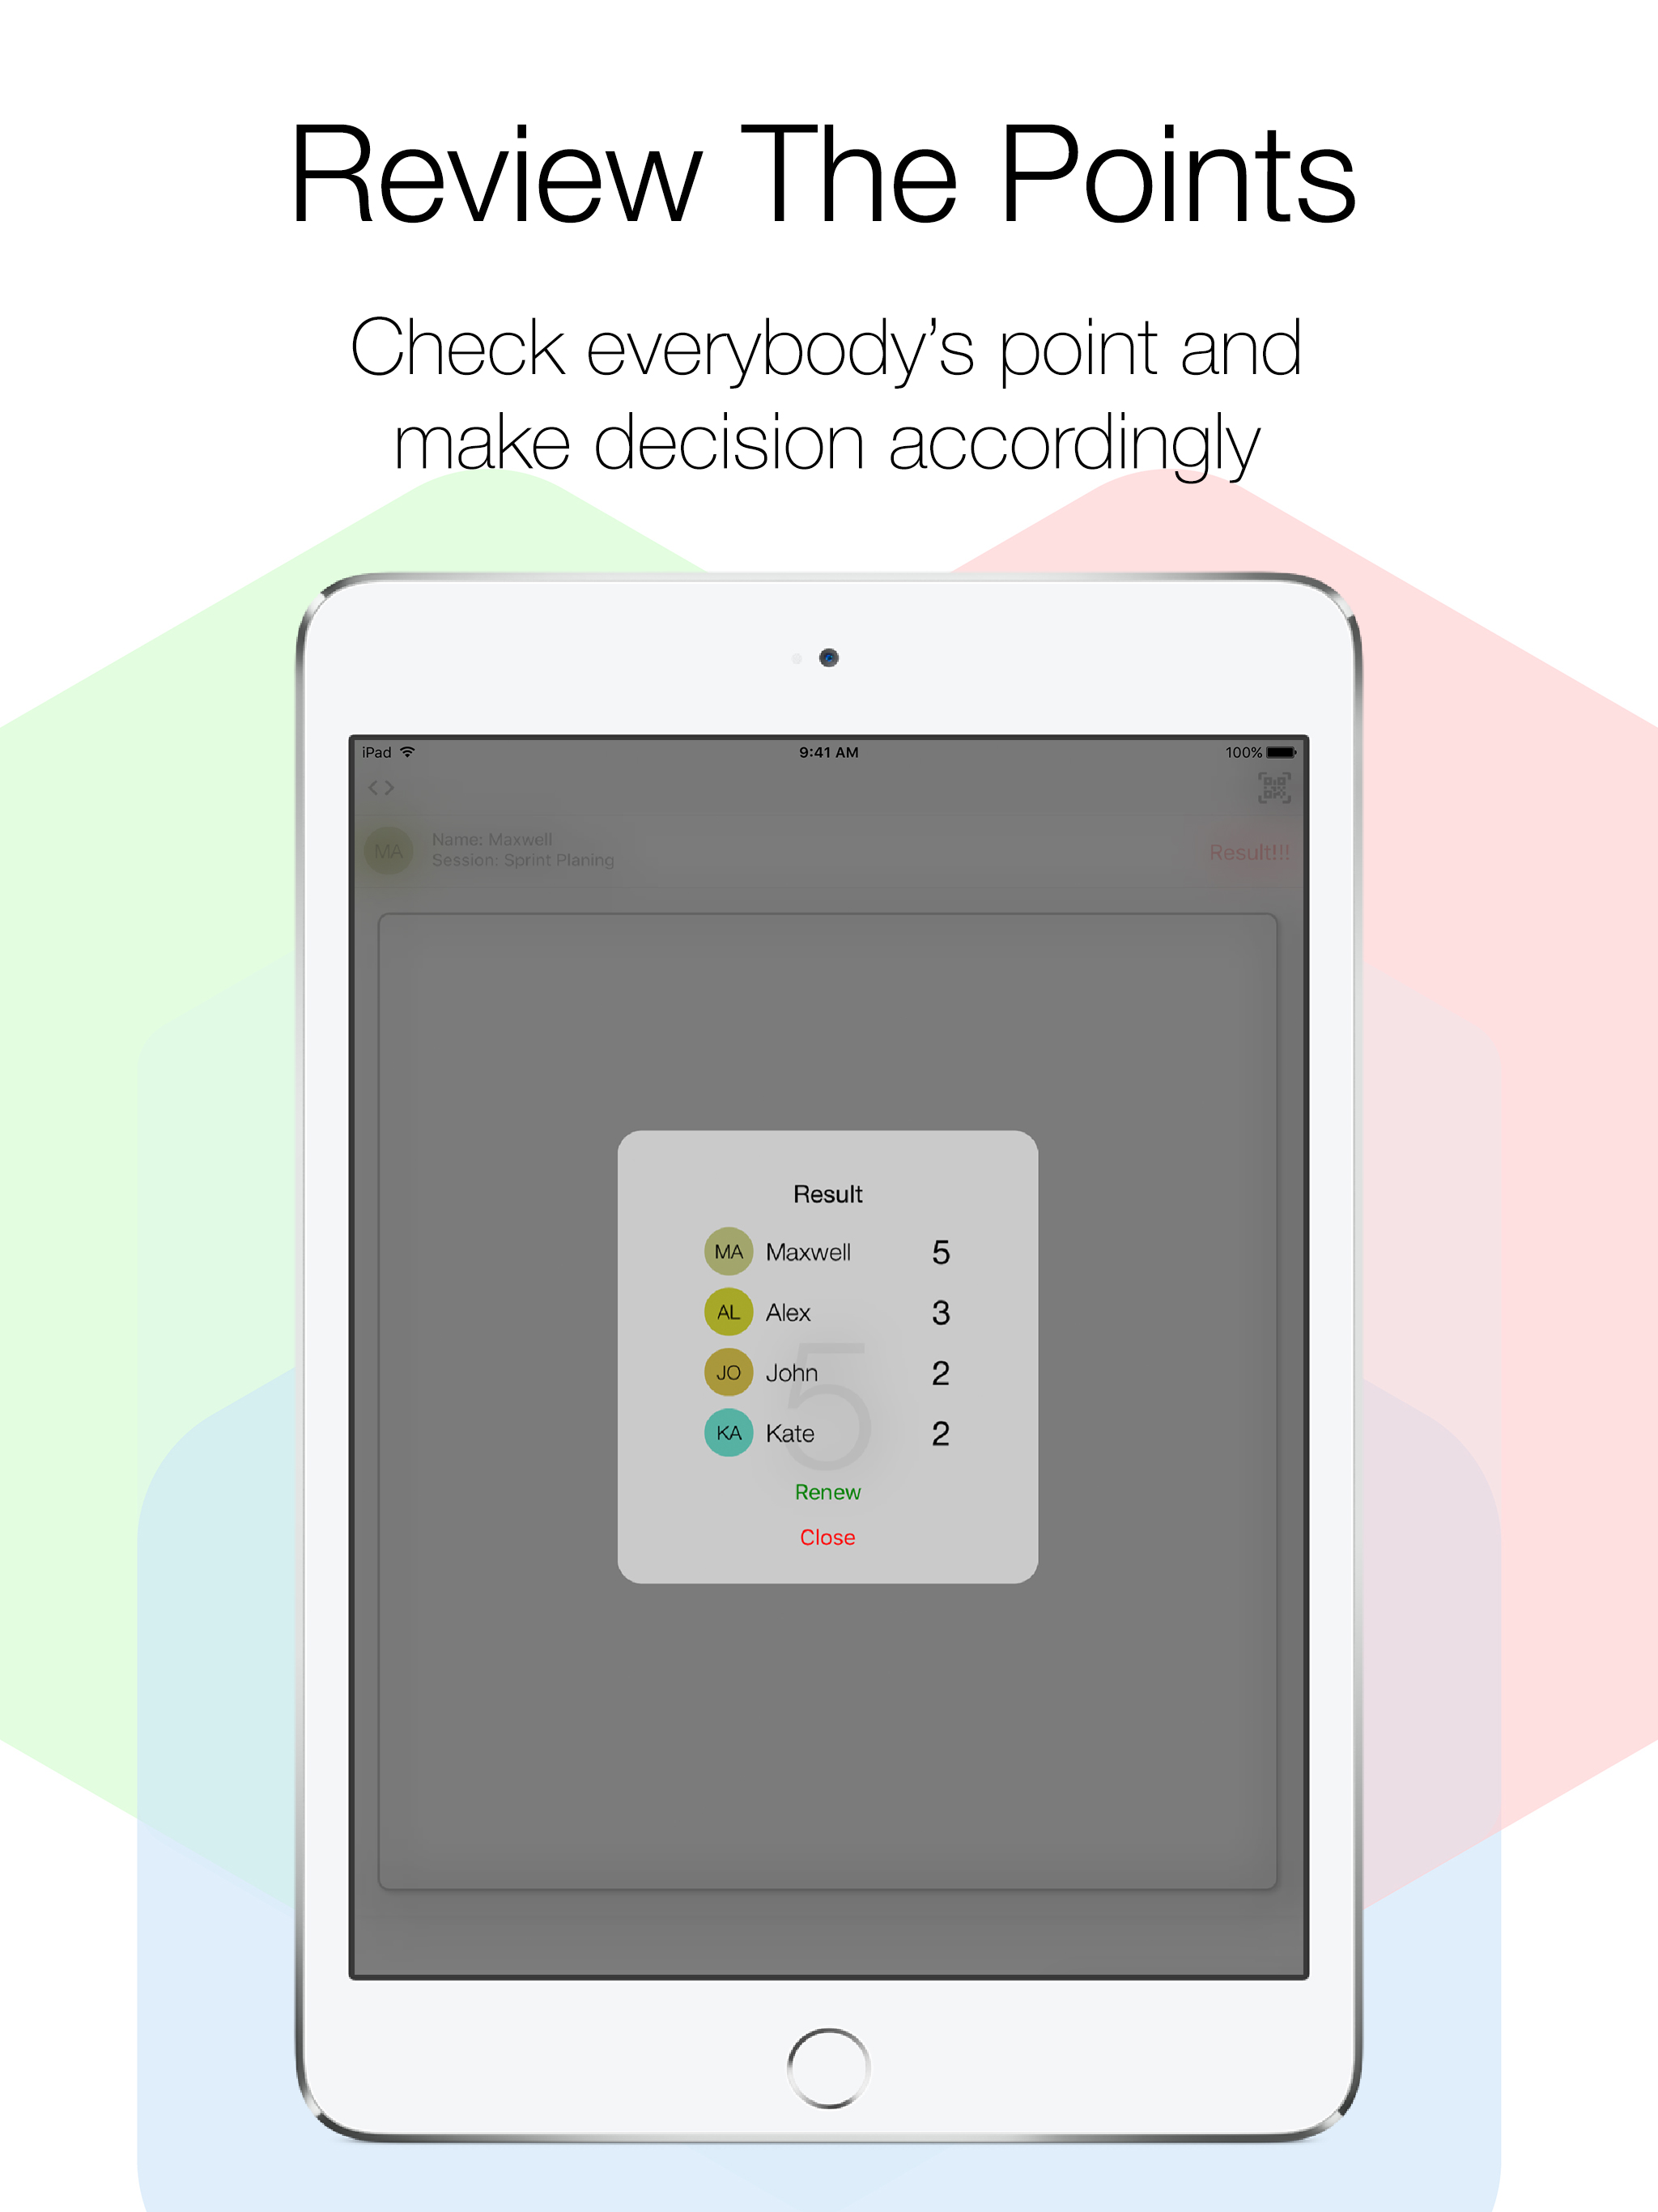 Review The Points
Check everybody’s point and
make decision accordingly
iPad 9:41 AM 100%
MA Name: Maxwell
Session: Sprint Planing
Result!!!
Result
MA Maxwell 5
AL Alex 3
JO John 2
KA Kate 2
5
Renew
Close